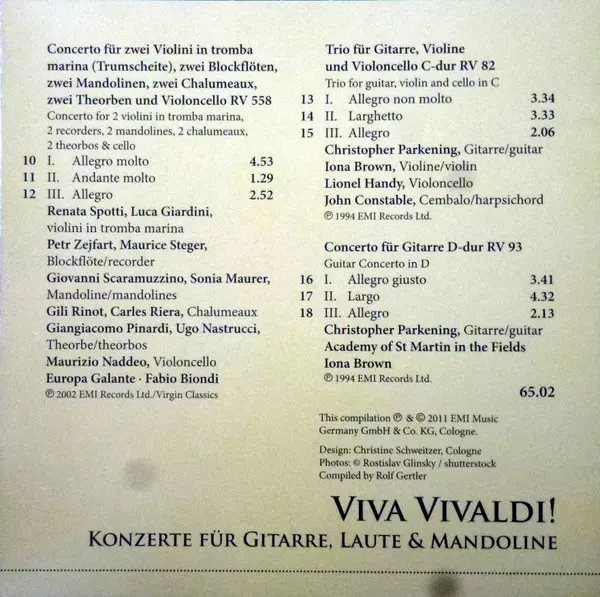 Concerto für zwei Violini in tromba
marina (Trumscheite), zwei Blockflöten,
zwei Mandolinen, zwei Chalumeaux,
zwei Theorben und Violoncello RV 558
Concerto for 2 violins in tromba marina,
2 recorders, 2 mandolines, 2 chalumeaux,
2 theorbos & cello
10 I. Allegro molto 4.53
11 II. Andante molto 1.29
12 III. Allegro 2.52
Renata Spotti, Luca Giardini,
violini in tromba marina
Petr Zejfart, Maurice Steger,
Blockflöte/recorder
Giovanni Scaramuzzino, Sonia Maurer,
Mandoline/mandolines
Gili Rinot, Carles Riera, Chalumeaux
Giangiacomo Pinardi, Ugo Nastrucci,
Theorbe/theorbos
Maurizio Naddeo, Violoncello
Europa Galante · Fabio Biondi
℗ 2002 EMI Records Ltd./Virgin Classics
Trio für Gitarre, Violine
und Violoncello C-dur RV 82
Trio for guitar, violin and cello in C
13 I. Allegro non molto 3.34
14 II. Larghetto 3.33
15 III. Allegro 2.06
Christopher Parkening, Gitarre/guitar
Iona Brown, Violine/violin
Lionel Handy, Violoncello
John Constable, Cembalo/harpsichord
℗ 1994 EMI Records Ltd.
Concerto für Gitarre D-dur RV 93
Guitar Concerto in D
16 I. Allegro giusto 3.41
17 II. Largo 4.32
18 III. Allegro 2.13
Christopher Parkening, Gitarre/guitar
Academy of St Martin in the Fields
Iona Brown
℗ 1994 EMI Records Ltd.
65.02
This compilation ℗ & © 2011 EMI Music
Germany GmbH & Co. KG, Cologne.
Design: Christine Schweitzer, Cologne
Photos: © Rostislav Glinsky / shutterstock
Compiled by Rolf Gertler
VIVA VIVALDI!
KONZERTE FÜR GITARRE, LAUTE & MANDOLINE